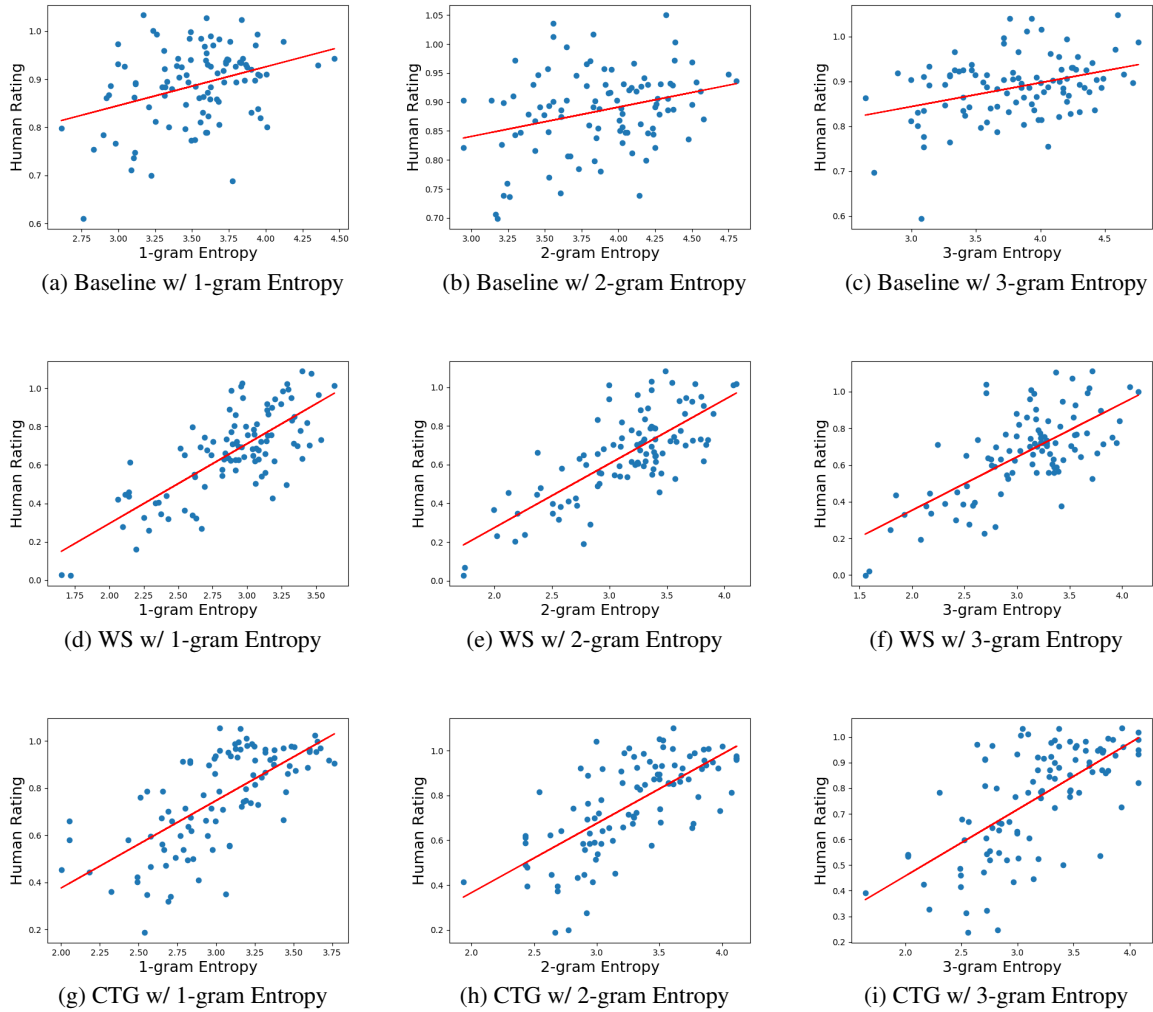 Human Rating
1.0
0.9
0.8
0.7
0.6
2.75 3.00 3.25 3.50 3.75 4.00 4.25 4.50
1-gram Entropy
(a) Baseline w/ 1-gram Entropy
Human Rating
1.05
1.00
0.95
0.90
0.85
0.80
0.75
0.70
3.00 3.25 3.50 3.75 4.00 4.25 4.50 4.75
2-gram Entropy
(b) Baseline w/ 2-gram Entropy
Human Rating
1.0
0.9
0.8
0.7
0.6
3.0 3.5 4.0 4.5
3-gram Entropy
(c) Baseline w/ 3-gram Entropy
Human Rating
1.0
0.8
0.6
0.4
0.2
0.0
1.75 2.00 2.25 2.50 2.75 3.00 3.25 3.50
1-gram Entropy
(d) WS w/ 1-gram Entropy
Human Rating
1.0
0.8
0.6
0.4
0.2
0.0
2.0 2.5 3.0 3.5 4.0
2-gram Entropy
(e) WS w/ 2-gram Entropy
Human Rating
1.0
0.8
0.6
0.4
0.2
0.0
1.5 2.0 2.5 3.0 3.5 4.0
3-gram Entropy
(f) WS w/ 3-gram Entropy
Human Rating
1.0
0.8
0.6
0.4
0.2
2.00 2.25 2.50 2.75 3.00 3.25 3.50 3.75
1-gram Entropy
(g) CTG w/ 1-gram Entropy
Human Rating
1.0
0.8
0.6
0.4
0.2
2.0 2.5 3.0 3.5 4.0
2-gram Entropy
(h) CTG w/ 2-gram Entropy
Human Rating
1.0
0.9
0.8
0.7
0.6
0.5
0.4
0.3
0.2
2.0 2.5 3.0 3.5 4.0
3-gram Entropy
(i) CTG w/ 3-gram Entropy